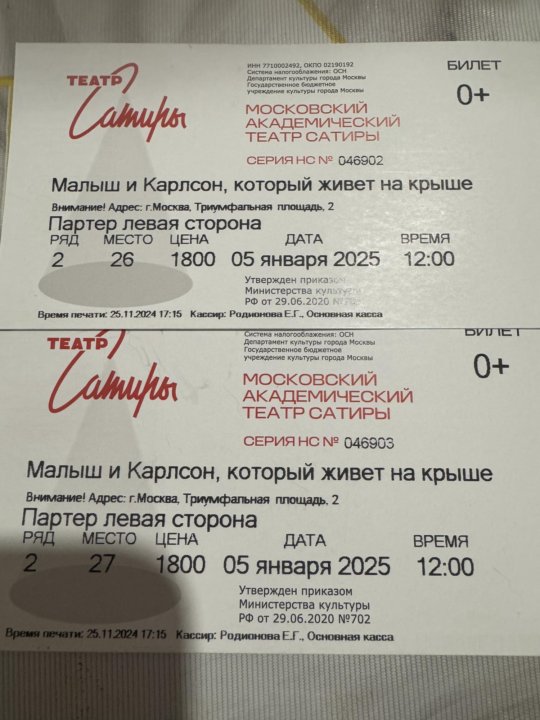 ТЕАТР
Сатиры
ИНН 7710002492, ОКПО 02190192
Система налогообложения: ОСН
Департамент культуры города Москвы
Государственное бюджетное
учреждение культуры города Москвы
БИЛЕТ
0+
МОСКОВСКИЙ
АКАДЕМИЧЕСКИЙ
ТЕАТР САТИРЫ
СЕРИЯ НС № 046902
Малыш и Карлсон, который живет на крыше
Внимание! Адрес: г.Москва, Триумфальная площадь, 2
Партер левая сторона
РЯД МЕСТО ЦЕНА ДАТА ВРЕМЯ
2 26 1800 05 января 2025 12:00
Утвержден приказом
Министерства культуры
РФ от 29.06.2020 №702
Время печати: 25.11.2024 17:15 Кассир: Родионова Е.Г., Основная касса
ТЕАТР
Сатиры
Система налогообложения: ОСН
Департамент культуры города Москвы
Государственное бюджетное
учреждение культуры города Москвы
БИЛЕТ
0+
МОСКОВСКИЙ
АКАДЕМИЧЕСКИЙ
ТЕАТР САТИРЫ
СЕРИЯ НС № 046903
Малыш и Карлсон, который живет на крыше
Внимание! Адрес: г.Москва, Триумфальная площадь, 2
Партер левая сторона
РЯД МЕСТО ЦЕНА ДАТА ВРЕМЯ
2 27 1800 05 января 2025 12:00
Утвержден приказом
Министерства культуры
РФ от 29.06.2020 №702
Время печати: 25.11.2024 17:15 Кассир: Родионова Е.Г., Основная касса